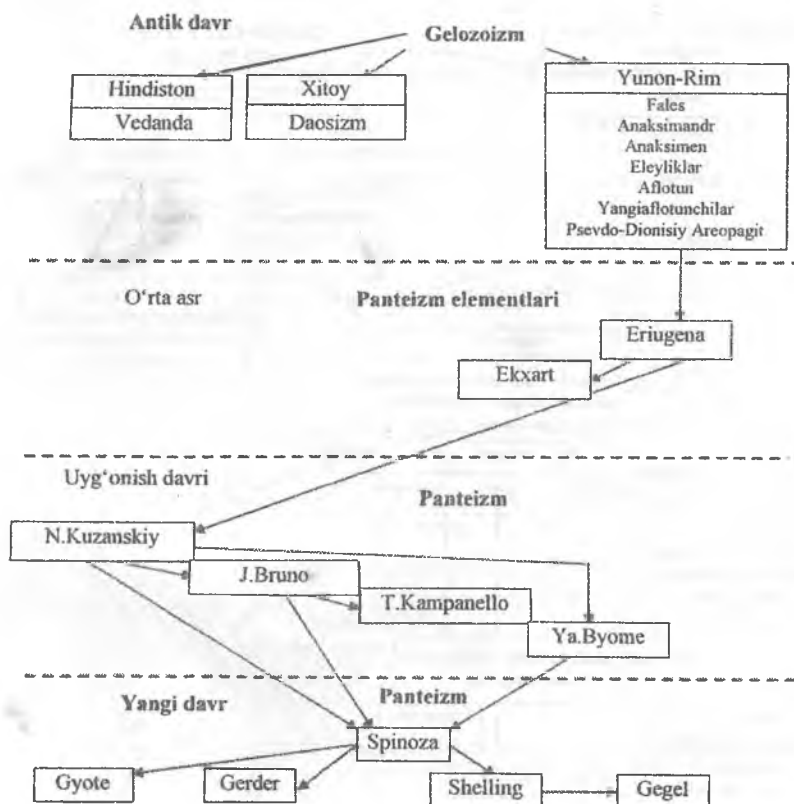 Antik davr
Gelozoizm
Hindiston
Vedanda
Xitoy
Daosizm
Yunon-Rim
Fales
Anaksimandr
Anaksimen
Eleyliklar
Aflotun
Yangiaflotunchilar
Psevdo-Dionisiy Areopagit
O‘rta asr
Panteizm elementlari
Eriugena
Ekxart
Uyg‘onish davri
Panteizm
N.Kuzanskiy
J.Bruno
T.Kampanello
Ya.Byome
Yangi davr
Panteizm
Spinoza
Gyote
Gerder
Shelling
Gegel